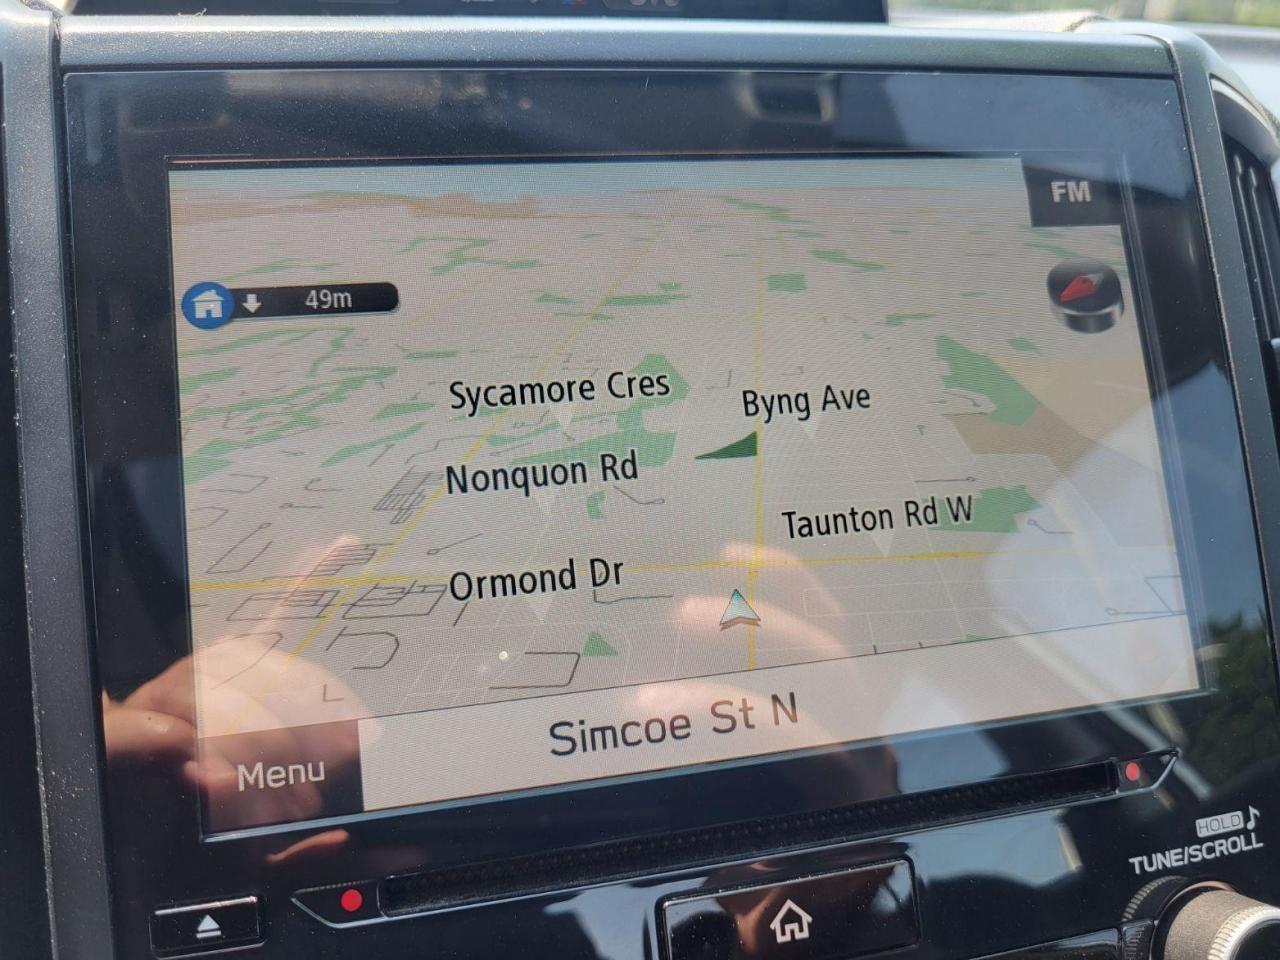 FM
49m
Sycamore Cres
Byng Ave
Nonquon Rd
Taunton Rd W
Ormond Dr
Simcoe St N
Menu
HOLD
TUNE/SCROLL